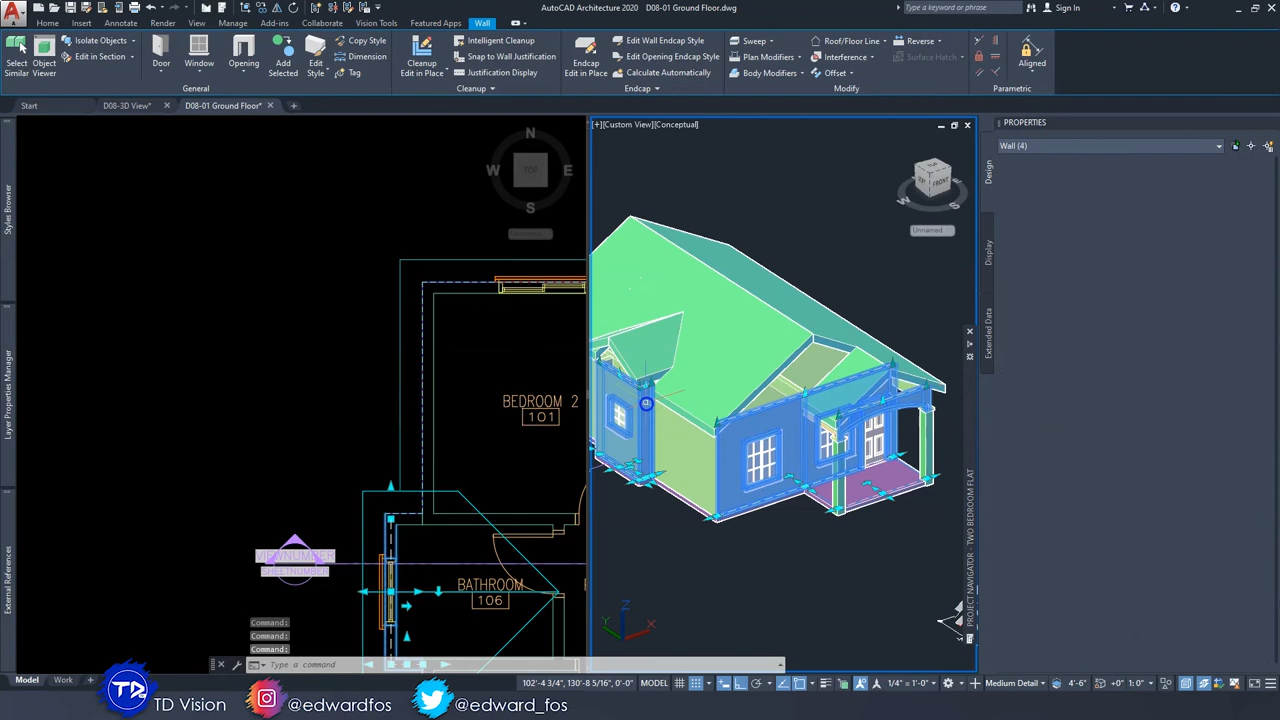 AutoCAD Architecture 2020 D08-01 Ground Floor.dwg
Type a keyword or phrase
Sign In
Home Insert Annotate Render View Manage Add-ins Collaborate Vision Tools Featured Apps Wall
Select Similar
Object Viewer
Isolate Objects
Edit in Section
General
Door
Window
Opening
Add Selected
Edit Style
Copy Style
Dimension
Tag
Cleanup Edit in Place
Intelligent Cleanup
Snap to Wall Justification
Justification Display
Cleanup
Endcap Edit in Place
Edit Wall Endcap Style
Edit Opening Endcap Style
Calculate Automatically
Endcap
Sweep
Plan Modifiers
Body Modifiers
Roof/Floor Line
Interference
Offset
Reverse
Surface Hatch
Modify
Aligned
Parametric
Start D08-3D View* D08-01 Ground Floor*
Styles Browser
Layer Properties Manager
External References
N
W TOP E
S
BEDROOM 2
101
BATHROOM
106
VIEWNUMBER
SHEETNUMBER
Command:
Command:
Command:
Type a command
[+][Custom View][Conceptual]
TOP
FRONT
W
S
Unnamed
Z
Y
X
PROPERTIES
Wall (4)
Design
Display
Extended Data
PROJECT NAVIGATOR - TWO BEDROOM FLAT
Model Work
102'-4 3/4", 130'-8 5/16", 0'-0" MODEL 1/4" = 1'-0" Medium Detail 4'-6" +0" 1:0"
TD
TD Vision
@edwardfos
@edward_fos